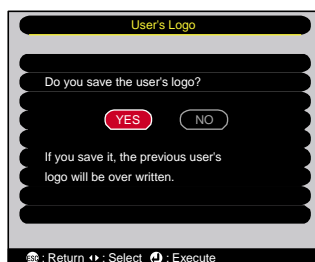 User's Logo
Do you save the user's logo?
YES NO
If you save it, the previous user's
logo will be over written.
ESC : Return : Select : Execute